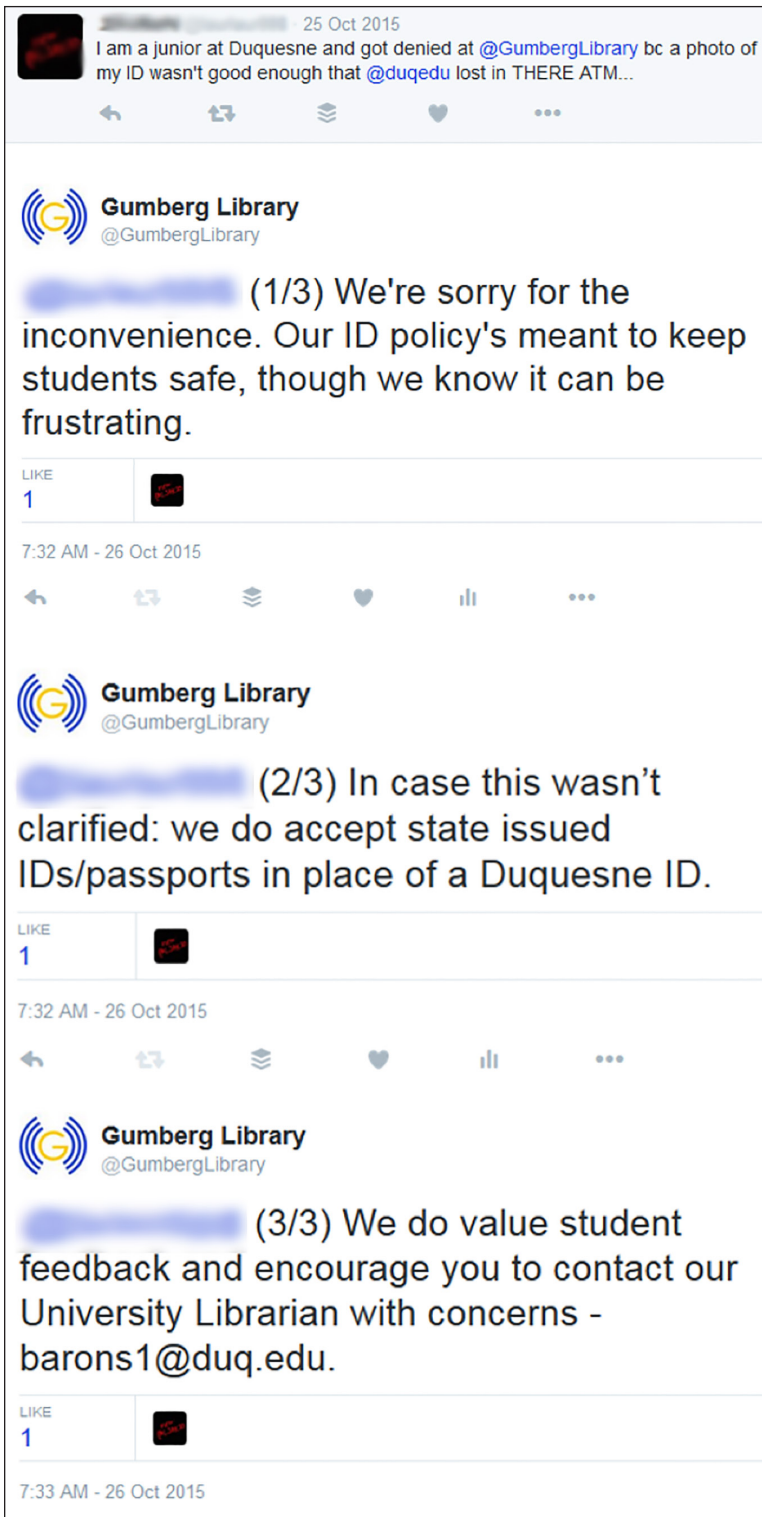 25 Oct 2015
I am a junior at Duquesne and got denied at @GumbergLibrary bc a photo of
my ID wasn't good enough that @duqedu lost in THERE ATM...
G
Gumberg Library
@GumbergLibrary
(1/3) We're sorry for the
inconvenience. Our ID policy's meant to keep
students safe, though we know it can be
frustrating.
LIKE
1
7:32 AM - 26 Oct 2015
G
Gumberg Library
@GumbergLibrary
(2/3) In case this wasn’t
clarified: we do accept state issued
IDs/passports in place of a Duquesne ID.
LIKE
1
7:32 AM - 26 Oct 2015
G
Gumberg Library
@GumbergLibrary
(3/3) We do value student
feedback and encourage you to contact our
University Librarian with concerns -
barons1@duq.edu.
LIKE
1
7:33 AM - 26 Oct 2015